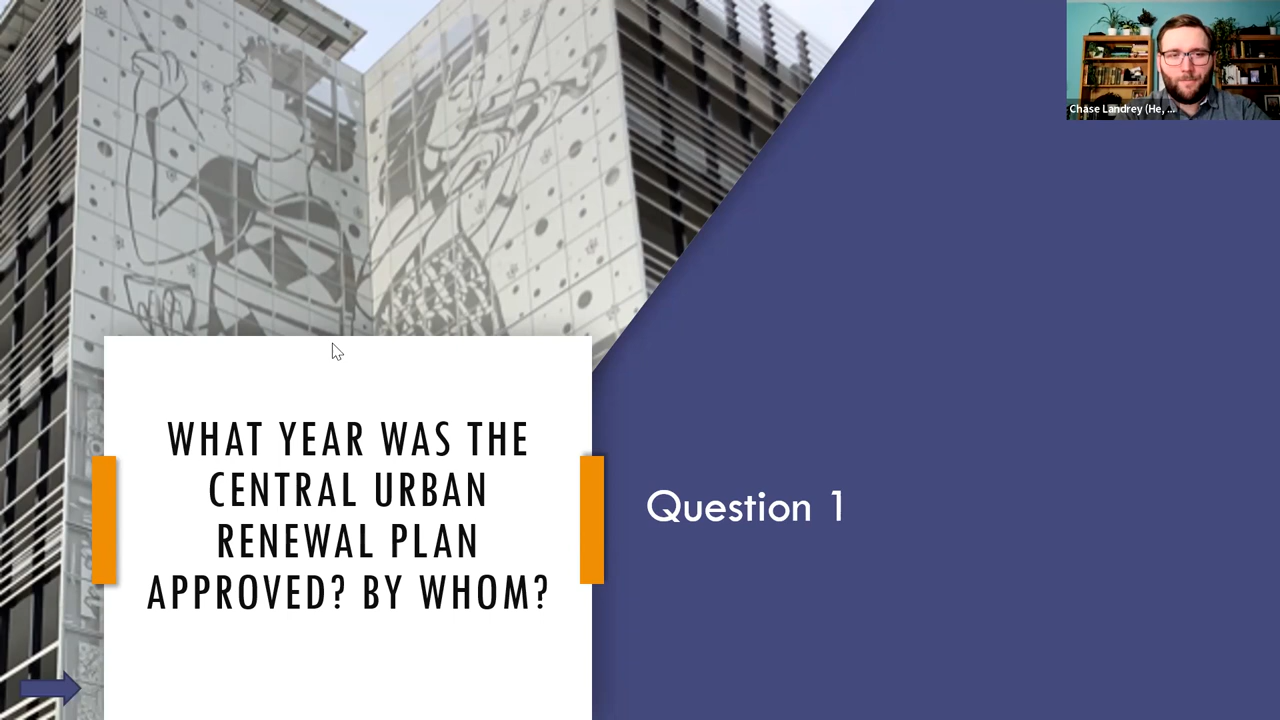 Chase Landrey (He, ...
WHAT YEAR WAS THE
CENTRAL URBAN
RENEWAL PLAN
APPROVED? BY WHOM?
Question 1